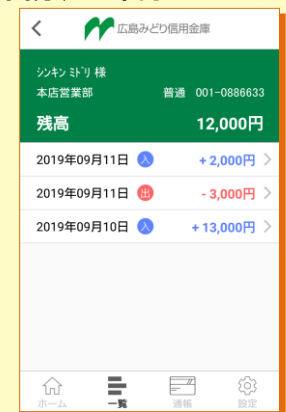 広島みどり信用金庫
シンキン ミドリ 様
本店営業部 普通 001-0886633
残高 12,000円
2019年09月11日 入 +2,000円
2019年09月11日 出 -3,000円
2019年09月10日 入 +13,000円
ホーム 一覧 通帳 設定